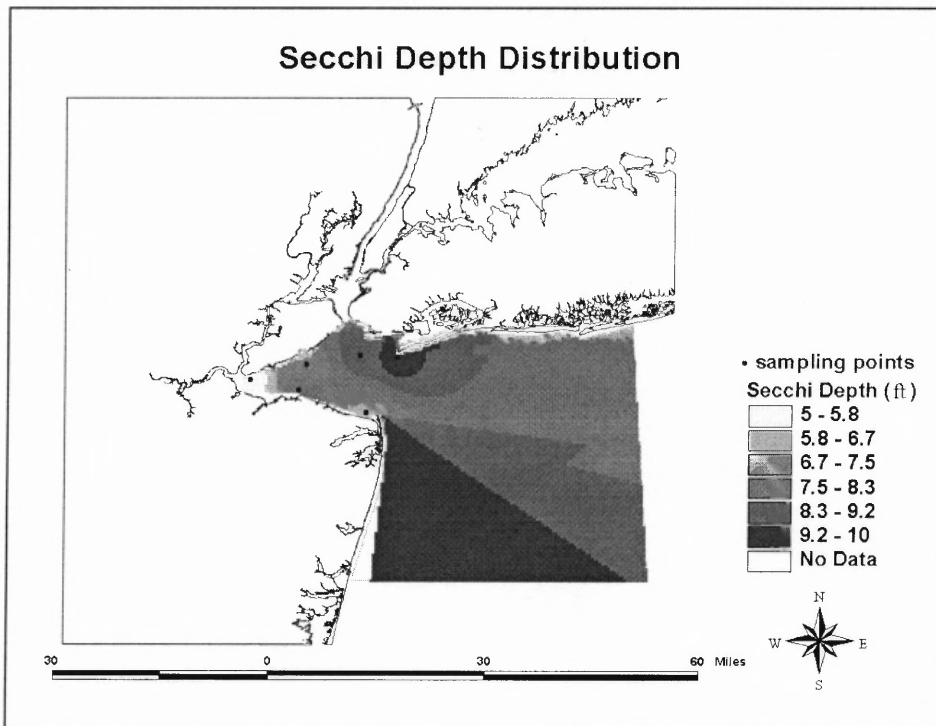 Secchi Depth Distribution
• sampling points
Secchi Depth (ft)
5 - 5.8
5.8 - 6.7
6.7 - 7.5
7.5 - 8.3
8.3 - 9.2
9.2 - 10
No Data
N
W E
S
30 0 30 60 Miles